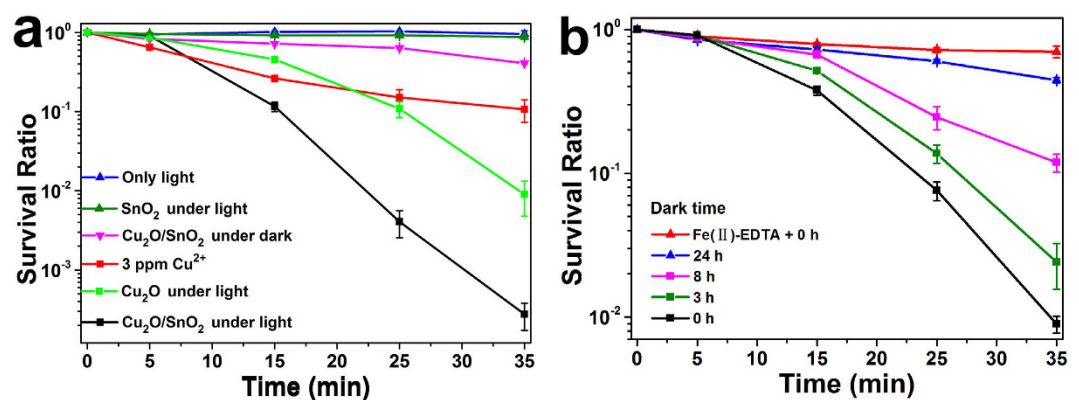 a
Survival Ratio
10⁰
10⁻¹
10⁻²
10⁻³
Only light
SnO₂ under light
Cu₂O/SnO₂ under dark
3 ppm Cu²⁺
Cu₂O under light
Cu₂O/SnO₂ under light
0 5 10 15 20 25 30 35
Time (min)
b
Survival Ratio
10⁰
10⁻¹
10⁻²
Dark time
Fe(Ⅱ)-EDTA + 0 h
24 h
8 h
3 h
0 h
0 5 10 15 20 25 30 35
Time (min)